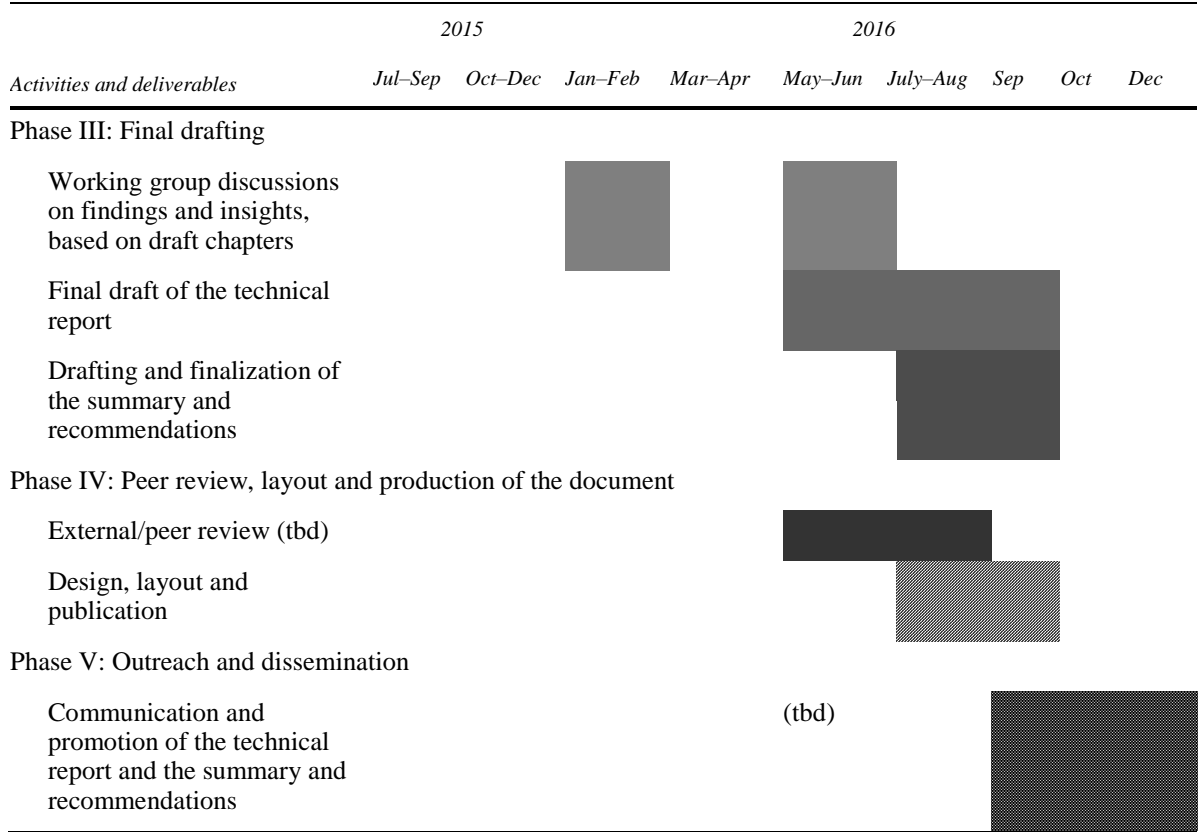 2015 2016
Activities and deliverables Jul–Sep Oct–Dec Jan–Feb Mar–Apr May–Jun July–Aug Sep Oct Dec
Phase III: Final drafting
Working group discussions
on findings and insights,
based on draft chapters
Final draft of the technical
report
Drafting and finalization of
the summary and
recommendations
Phase IV: Peer review, layout and production of the document
External/peer review (tbd)
Design, layout and
publication
Phase V: Outreach and dissemination
Communication and (tbd)
promotion of the technical
report and the summary and
recommendations